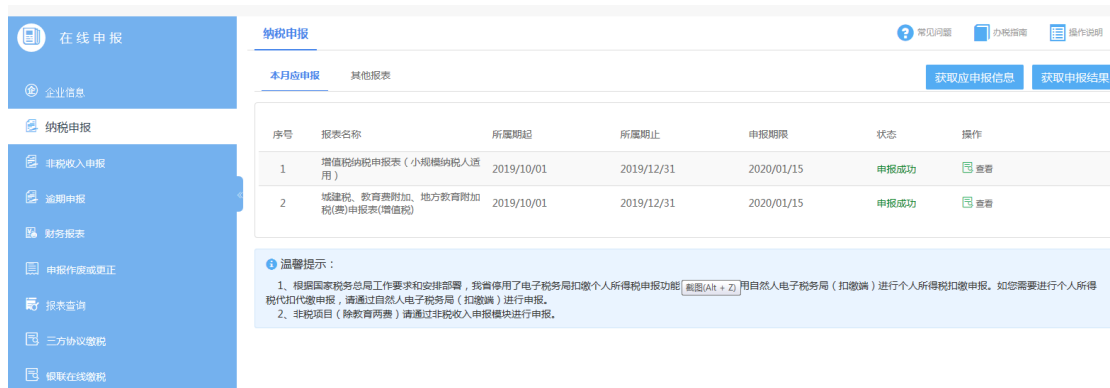 在线申报
企业信息
纳税申报
非税收入申报
逾期申报
财务报表
申报作废或更正
报表查询
三方协议缴税
银联在线缴税
纳税申报
常见问题
办税指南
操作说明
本月应申报 其他报表
获取应申报信息 获取申报结果
序号 报表名称 所属期起 所属期止 申报期限 状态 操作
1 增值税纳税申报表（小规模纳税人适
用） 2019/10/01 2019/12/31 2020/01/15 申报成功 查看
2 城建税、教育费附加、地方教育附加
税(费)申报表(增值税) 2019/10/01 2019/12/31 2020/01/15 申报成功 查看
温馨提示：
1、根据国家税务总局工作要求和安排部署，我省停用了电子税务局扣缴个人所得税申报功能 截图(Alt + Z) 用自然人电子税务局（扣缴端）进行个人所得税扣缴申报。如您需要进行个人所得
税代扣代缴申报，请通过自然人电子税务局（扣缴端）进行申报。
2、非税项目（除教育两费）请通过非税收入申报模块进行申报。